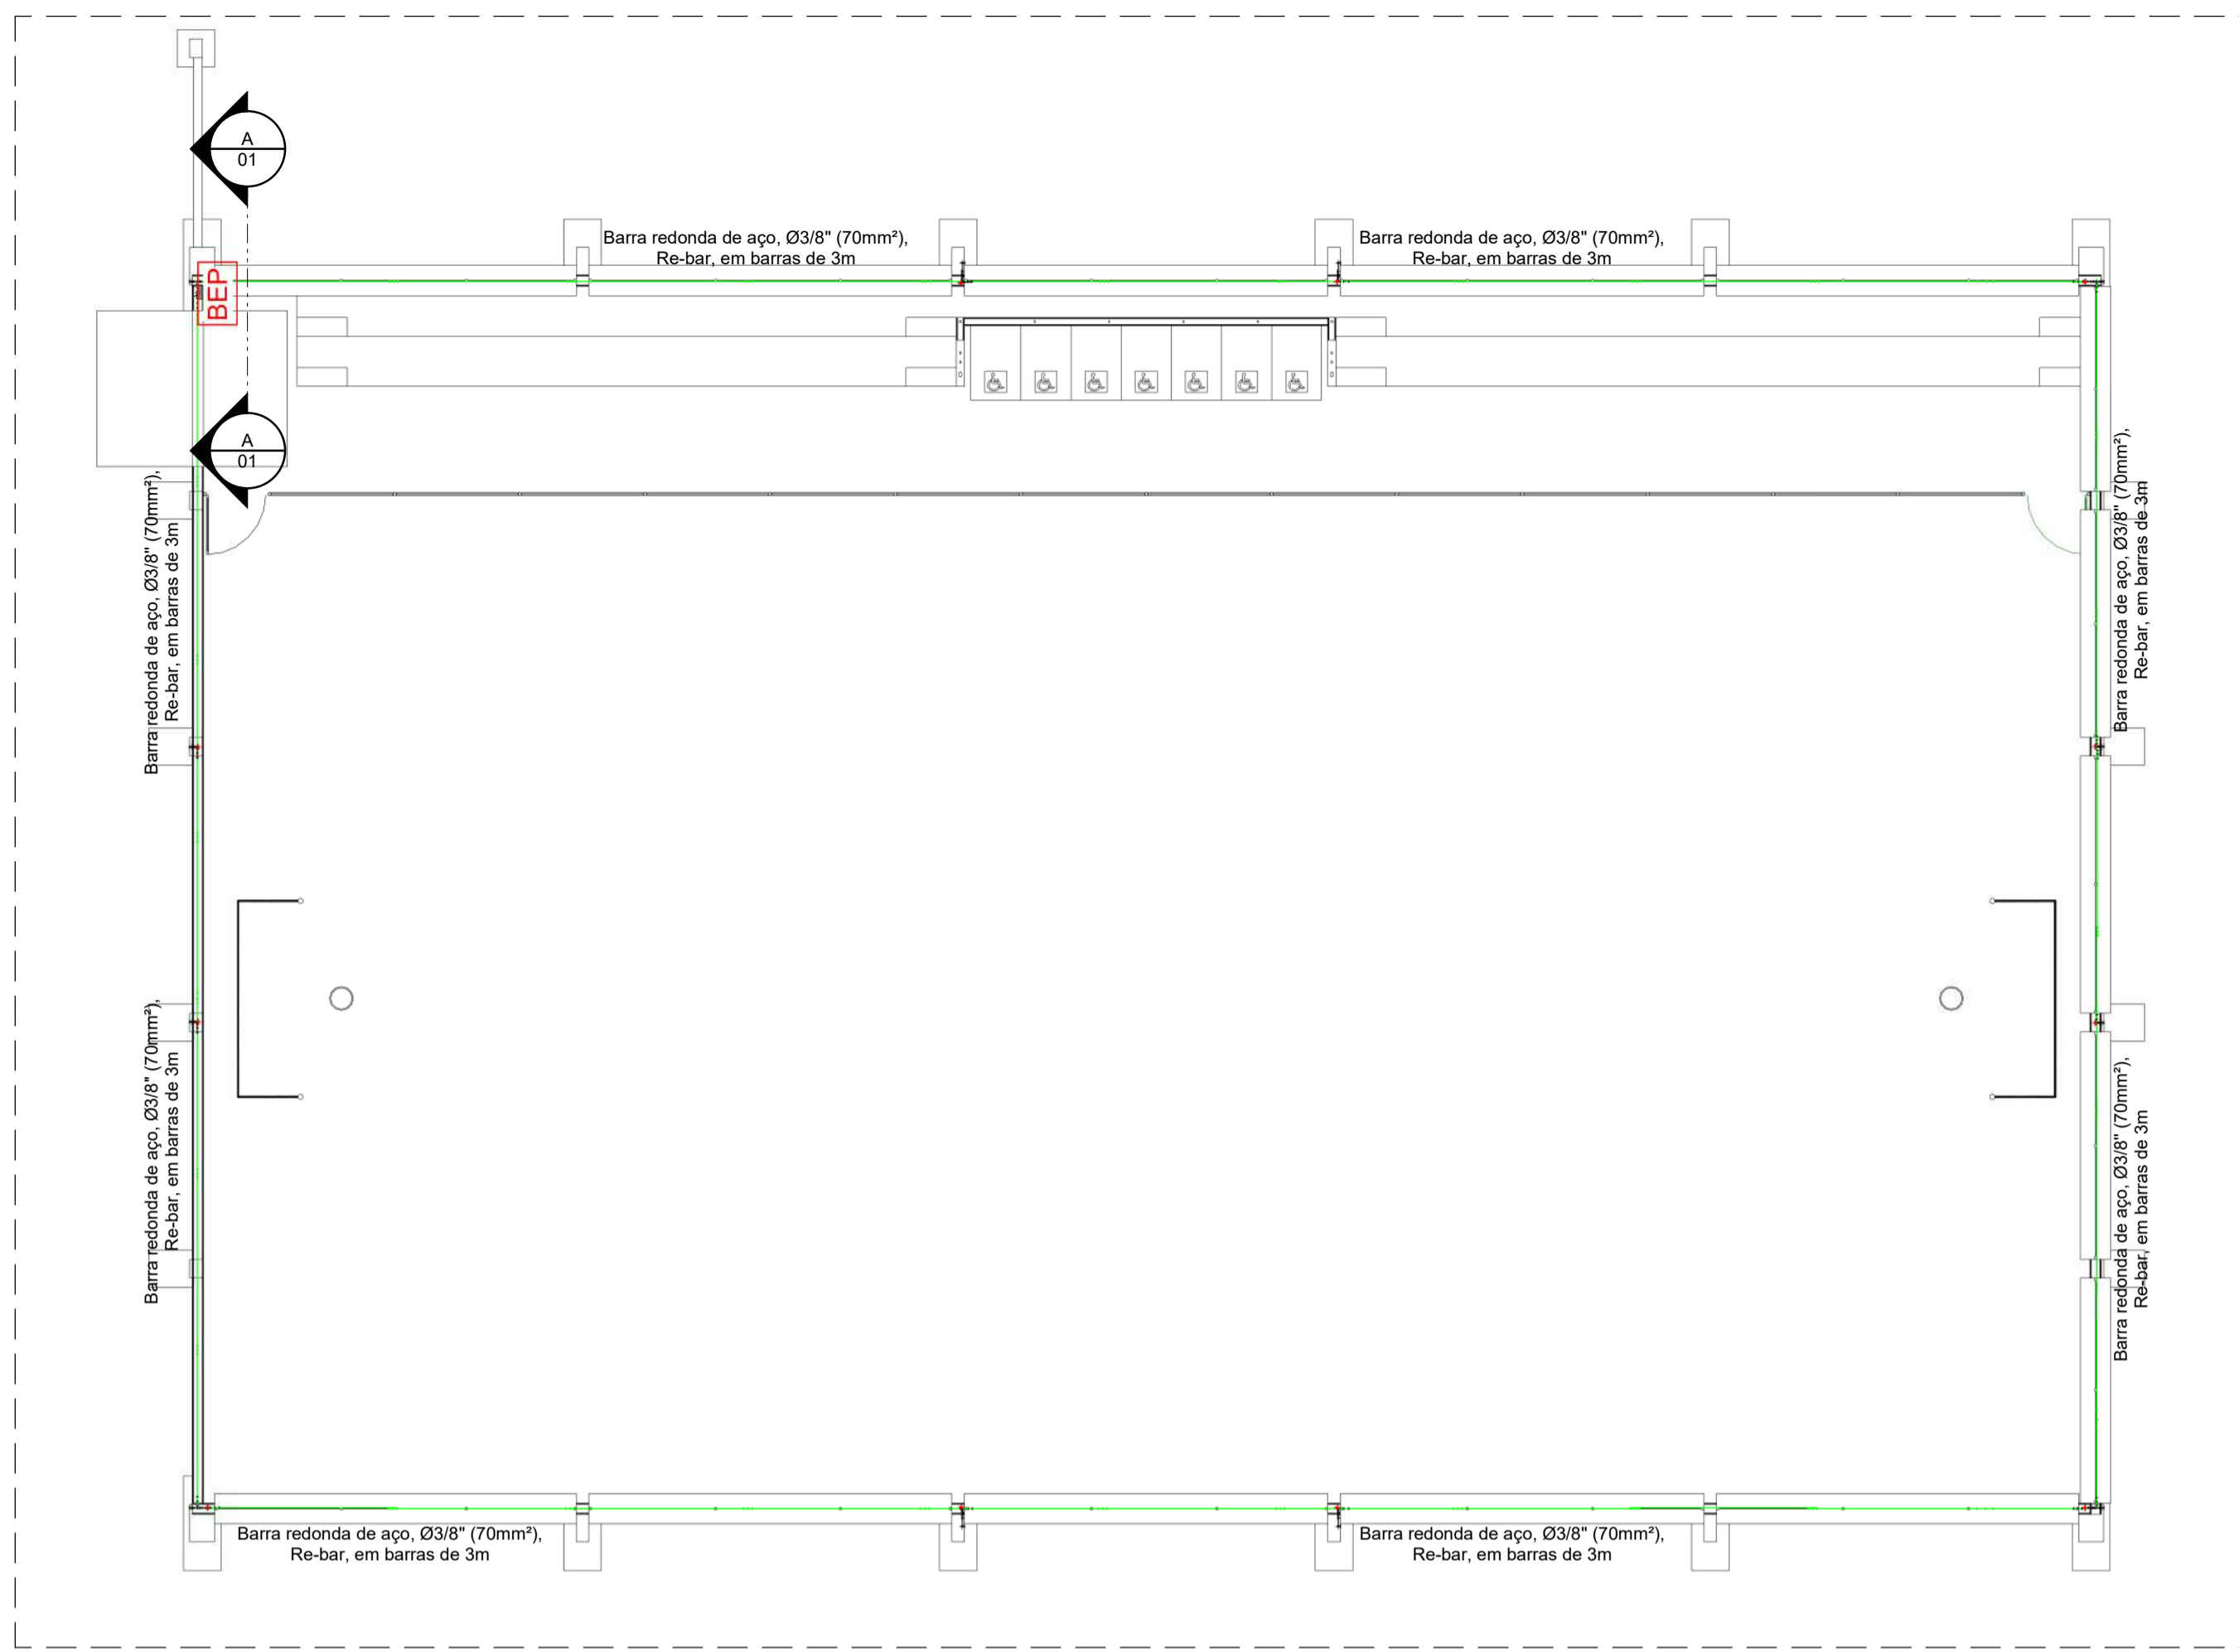 A
01
Barra redonda de aço, Ø3/8" (70mm²),
Re-bar, em barras de 3m
Barra redonda de aço, Ø3/8" (70mm²),
Re-bar, em barras de 3m
BEP
A
01
Barra redonda de aço, Ø3/8" (70mm²),
Re-bar, em barras de 3m
Barra redonda de aço, Ø3/8" (70mm²),
Re-bar, em barras de 3m
Barra redonda de aço, Ø3/8" (70mm²),
Re-bar, em barras de 3m
Barra redonda de aço, Ø3/8" (70mm²),
Re-bar, em barras de 3m
Barra redonda de aço, Ø3/8" (70mm²),
Re-bar, em barras de 3m
Barra redonda de aço, Ø3/8" (70mm²),
Re-bar, em barras de 3m